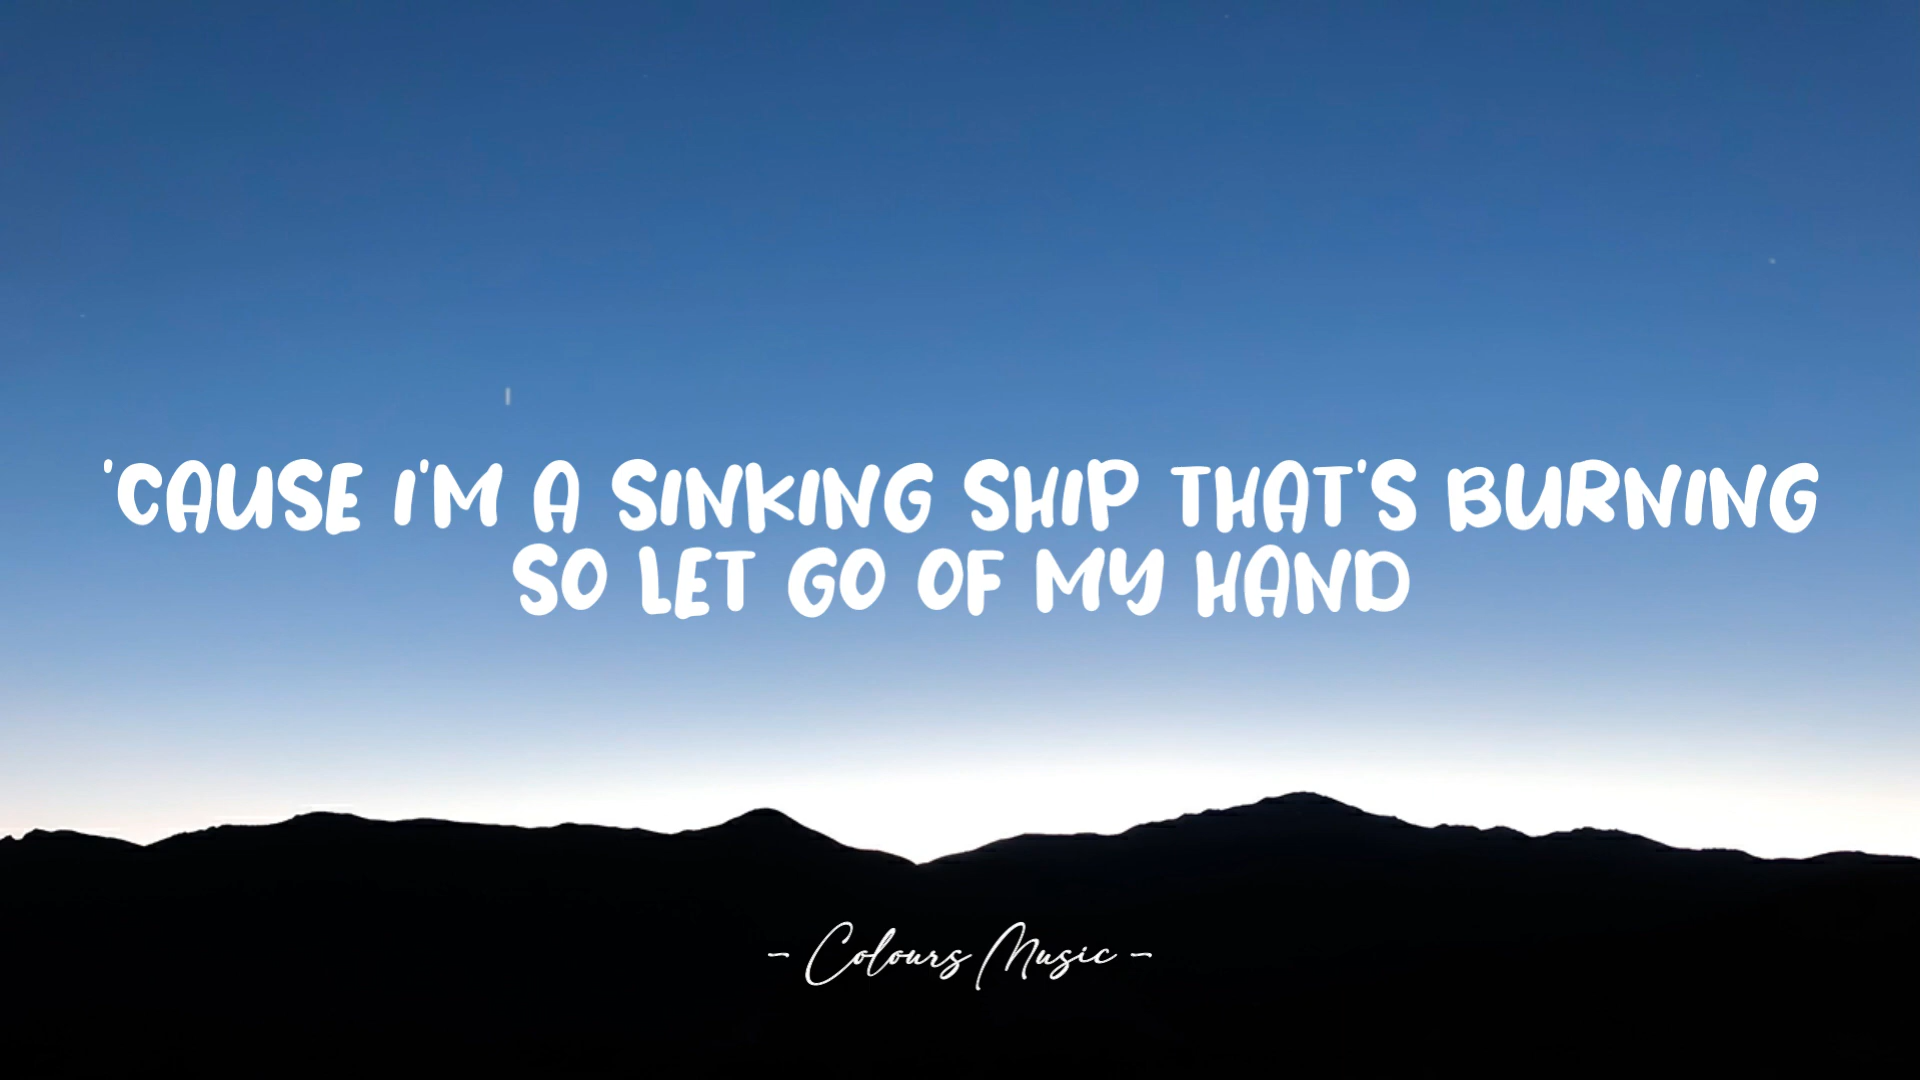 'CAUSE I'M A SINKING SHIP THAT'S BURNING
SO LET GO OF MY HAND
- Colours Music -